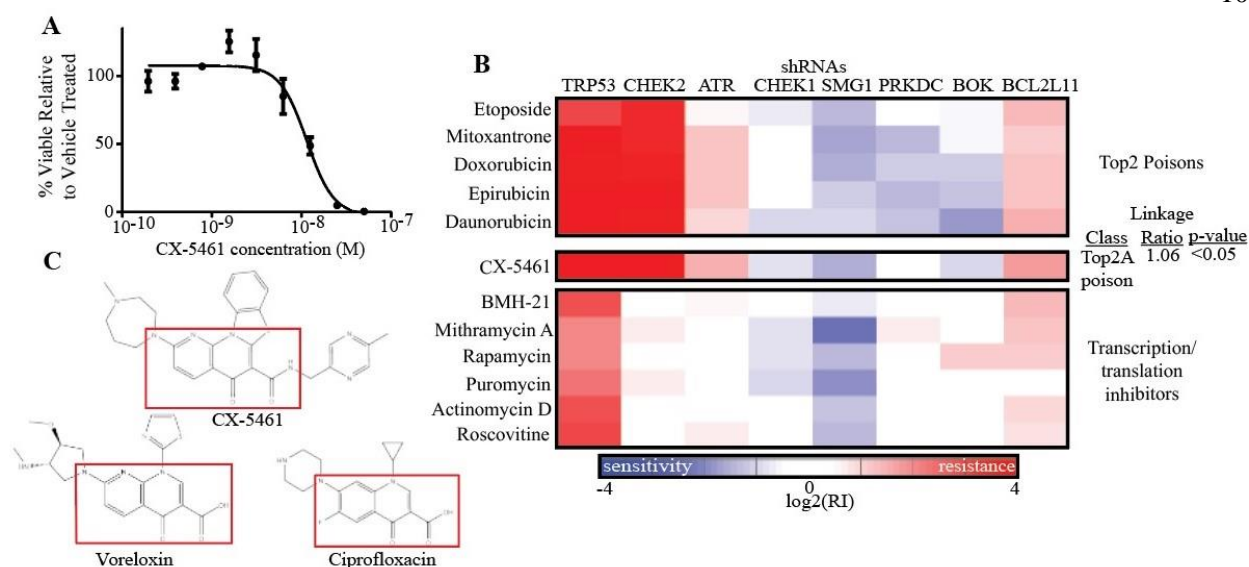 A
% Viable Relative
to Vehicle Treated
100
50
0
10-10
10-9
10-8
10-7
CX-5461 concentration (M)
B
shRNAs
TRP53 CHEK2 ATR CHEK1 SMG1 PRKDC BOK BCL2L11
Etoposide
Mitoxantrone
Doxorubicin
Epirubicin
Daunorubicin
Top2 Poisons
Linkage
Class Ratio p-value
Top2A 1.06 <0.05
poison
CX-5461
BMH-21
Mithramycin A
Rapamycin
Puromycin
Actinomycin D
Roscovitine
Transcription/
translation
inhibitors
sensitivity resistance
-4 0 4
log2(RI)
C
CX-5461
Voreloxin
Ciprofloxacin